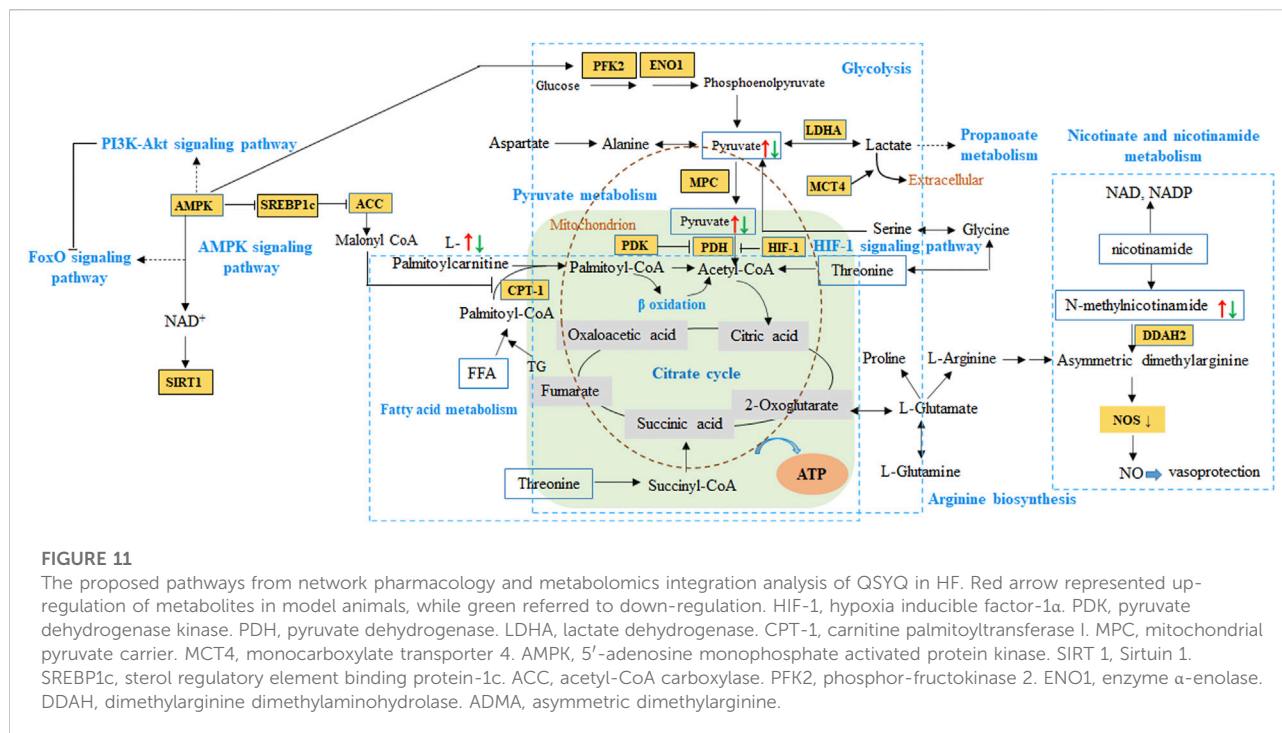 PFK2
ENO1
Glycolysis
Glucose
Phosphoenolpyruvate
PI3K-Akt signaling pathway
Aspartate
Alanine
Pyruvate ↑↓
LDHA
Lactate
Propanoate
metabolism
Nicotinate and nicotinamide
metabolism
AMPK
SREBP1c
ACC
MPC
MCT4
Extracellular
NAD, NADP
Pyruvate metabolism
Mitochondrion
Pyruvate ↑↓
Serine
Glycine
AMPK signaling
pathway
Malonyl CoA
PDK
PDH
HIF-1
HIF-1 signaling pathway
nicotinamide
FoxO signaling
pathway
L- ↑↓
Palmitoylcarnitine
Palmitoyl-CoA
Acetyl-CoA
Threonine
CPT-1
β oxidation
N-methylnicotinamide ↑↓
NAD+
Palmitoyl-CoA
Oxaloacetic acid
Citric acid
DDAH2
Proline
L-Arginine
Asymmetric dimethylarginine
SIRT1
FFA
TG
Citrate cycle
Fumarate
2-Oxoglutarate
L-Glutamate
Fatty acid metabolism
Succinic acid
NOS ↓
ATP
L-Glutamine
NO
vasoprotection
Threonine
Succinyl-CoA
Arginine biosynthesis
FIGURE 11
The proposed pathways from network pharmacology and metabolomics integration analysis of QSYQ in HF. Red arrow represented up-
regulation of metabolites in model animals, while green referred to down-regulation. HIF-1, hypoxia inducible factor-1α. PDK, pyruvate
dehydrogenase kinase. PDH, pyruvate dehydrogenase. LDHA, lactate dehydrogenase. CPT-1, carnitine palmitoyltransferase I. MPC, mitochondrial
pyruvate carrier. MCT4, monocarboxylate transporter 4. AMPK, 5′-adenosine monophosphate activated protein kinase. SIRT 1, Sirtuin 1.
SREBP1c, sterol regulatory element binding protein-1c. ACC, acetyl-CoA carboxylase. PFK2, phosphor-fructokinase 2. ENO1, enzyme α-enolase.
DDAH, dimethylarginine dimethylaminohydrolase. ADMA, asymmetric dimethylarginine.